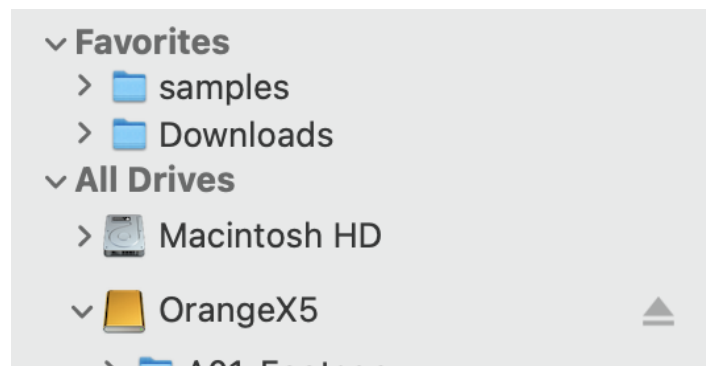 Favorites
samples
Downloads
All Drives
Macintosh HD
OrangeX5